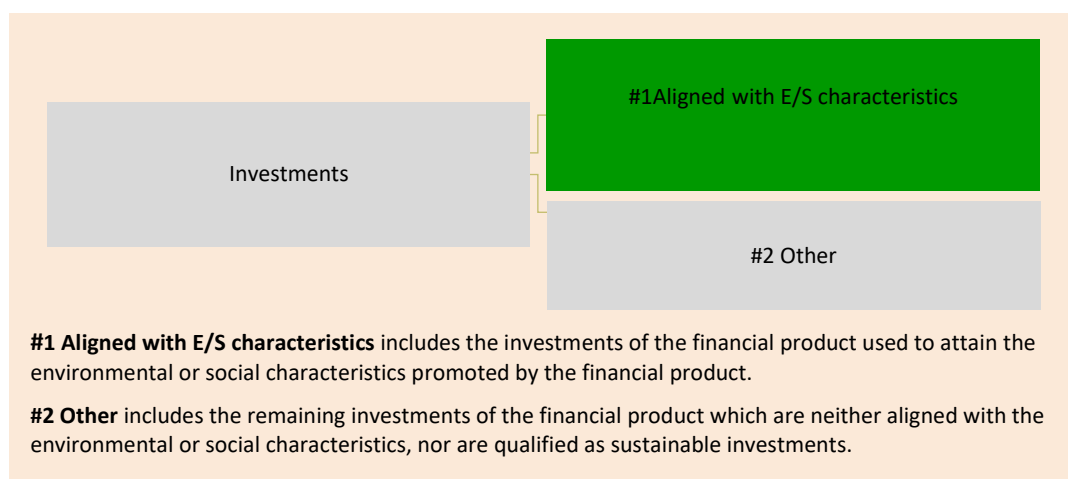 #1Aligned with E/S characteristics
Investments
#2 Other
#1 Aligned with E/S characteristics includes the investments of the financial product used to attain the
environmental or social characteristics promoted by the financial product.
#2 Other includes the remaining investments of the financial product which are neither aligned with the
environmental or social characteristics, nor are qualified as sustainable investments.